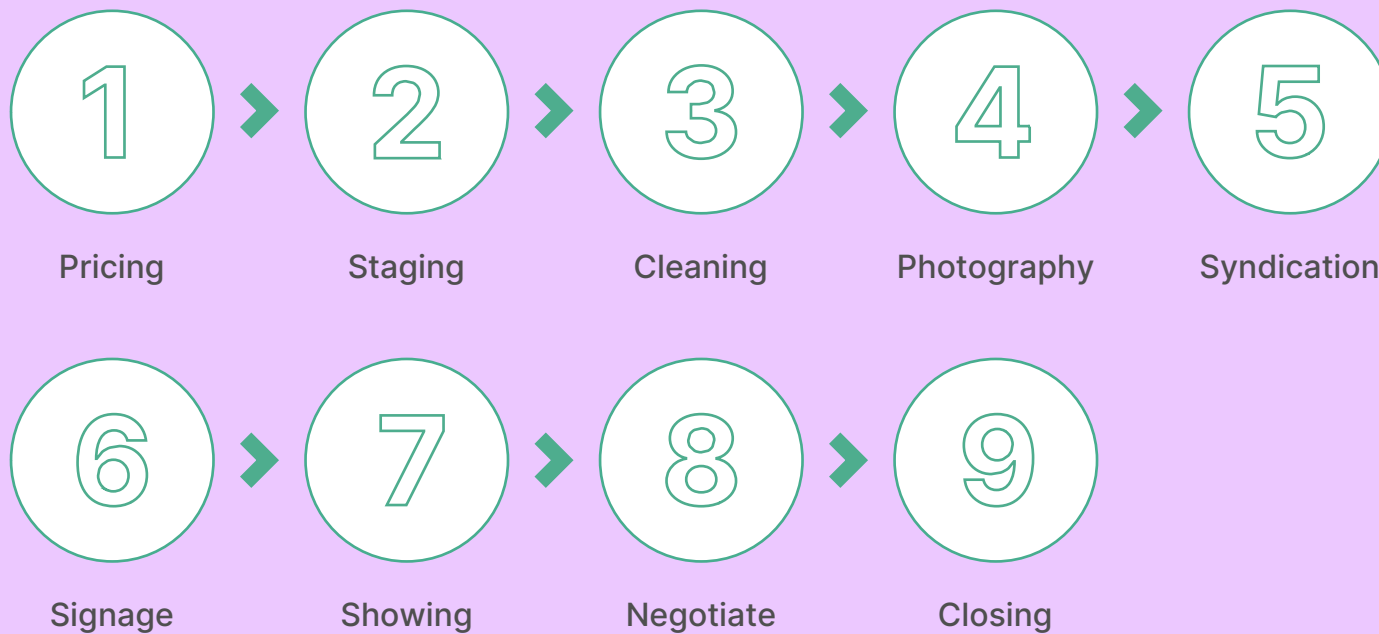 1 2 3 4 5
Pricing Staging Cleaning Photography Syndication
6 7 8 9
Signage Showing Negotiate Closing